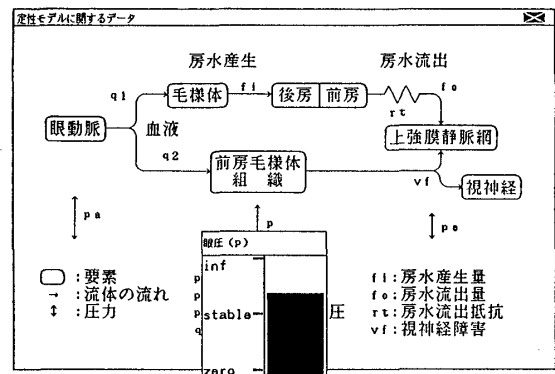 定性モデルに関するデータ
房水産生
房水流出
q1
毛様体
fi
後房
前房
fo
rt
眼動脈
血液
上強膜静脈網
q2
前房毛様体
組織
vf
視神経
pa
p
pe
眼圧(p)
inf
stable
zero
:要素
:流体の流れ
:圧力
p
p
p
q
圧
fi:房水産生量
fo:房水流出量
rt:房水流出抵抗
vf:視神経障害